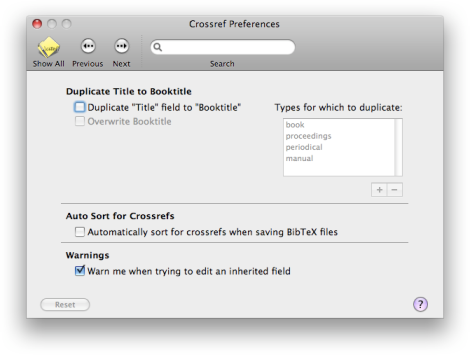 Crossref Preferences
Show All
Previous
Next
Search
Duplicate Title to Booktitle
Duplicate "Title" field to "Booktitle"
Overwrite Booktitle
Types for which to duplicate:
book
proceedings
periodical
manual
+ −
Auto Sort for Crossrefs
Automatically sort for crossrefs when saving BibTeX files
Warnings
Warn me when trying to edit an inherited field
Reset
?